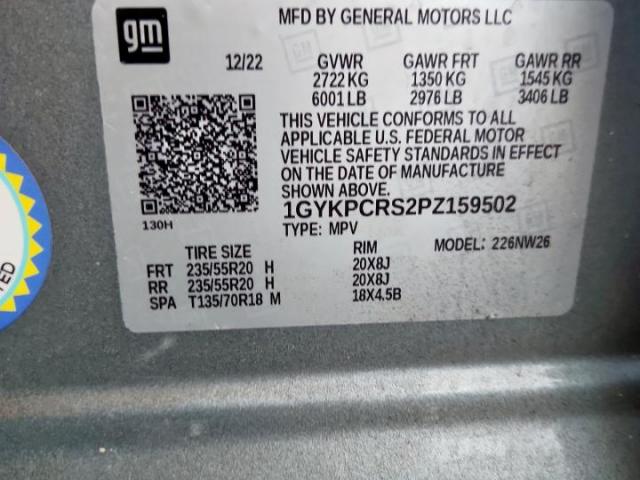 gm
MFD BY GENERAL MOTORS LLC
12/22 GVWR GAWR FRT GAWR RR
2722 KG 1350 KG 1545 KG
6001 LB 2976 LB 3406 LB
THIS VEHICLE CONFORMS TO ALL
APPLICABLE U.S. FEDERAL MOTOR
VEHICLE SAFETY STANDARDS IN EFFECT
ON THE DATE OF MANUFACTURE
SHOWN ABOVE.
1GYKPCRS2PZ159502
130H
TYPE: MPV
TIRE SIZE RIM MODEL: 226NW26
FRT 235/55R20 H 20X8J
RR 235/55R20 H 20X8J
SPA T135/70R18 M 18X4.5B